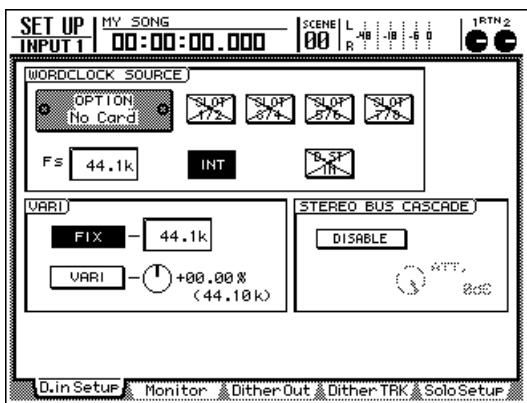 SET UP
INPUT 1
MY SONG
00:00:00.000
SCENE
00
L
R
-48 -18 -6 0
1 RTN 2
WORDCLOCK SOURCE
OPTION
No Card
SLOT 1/2
SLOT 3/4
SLOT 5/6
SLOT 7/8
Fs 44.1k
INT
D.ST IN
VARI
FIX 44.1k
VARI +00.00%
(44.10k)
STEREO BUS CASCADE
DISABLE
ATT.
0dB
D.in Setup Monitor Dither Out Dither TRK Solo Setup